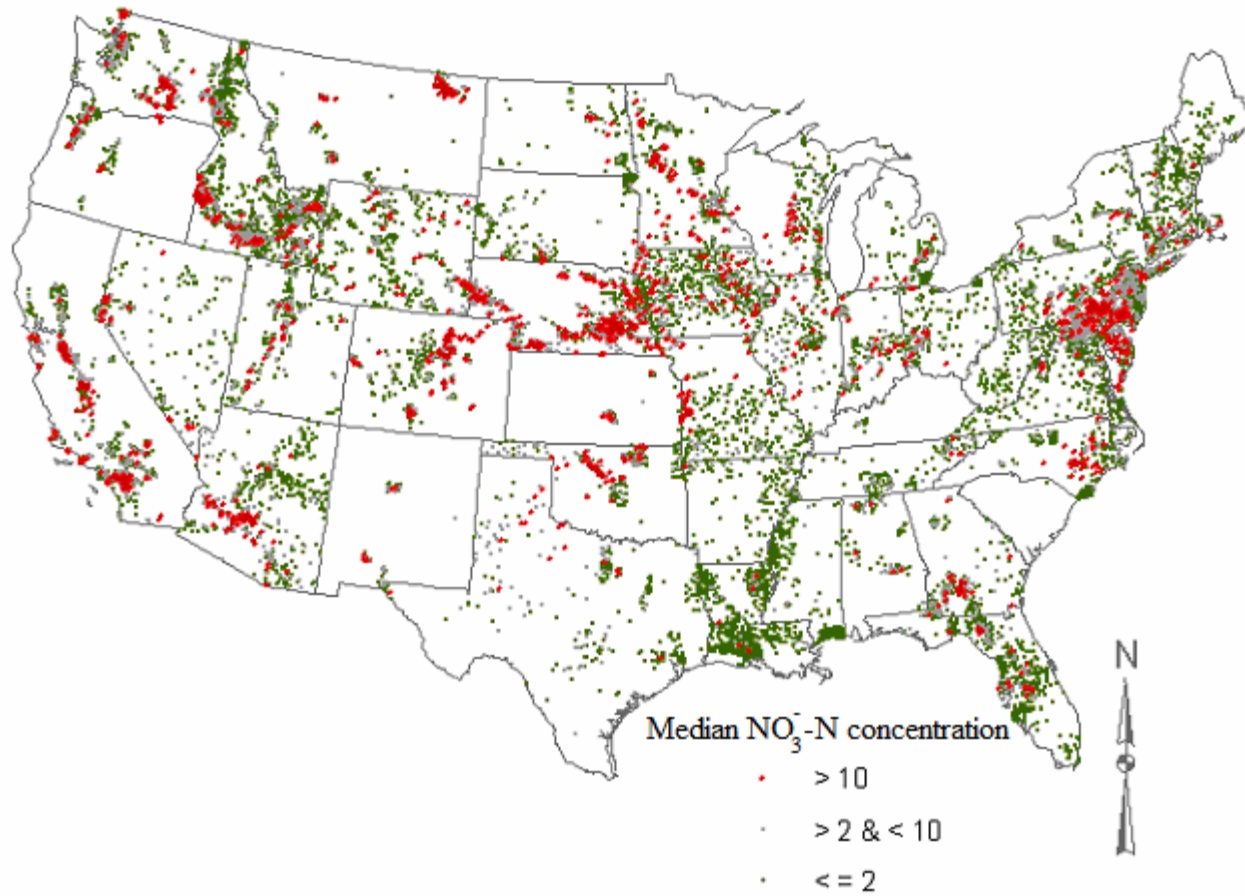 N
Median NO₃⁻-N concentration
> 10
> 2 & < 10
< = 2